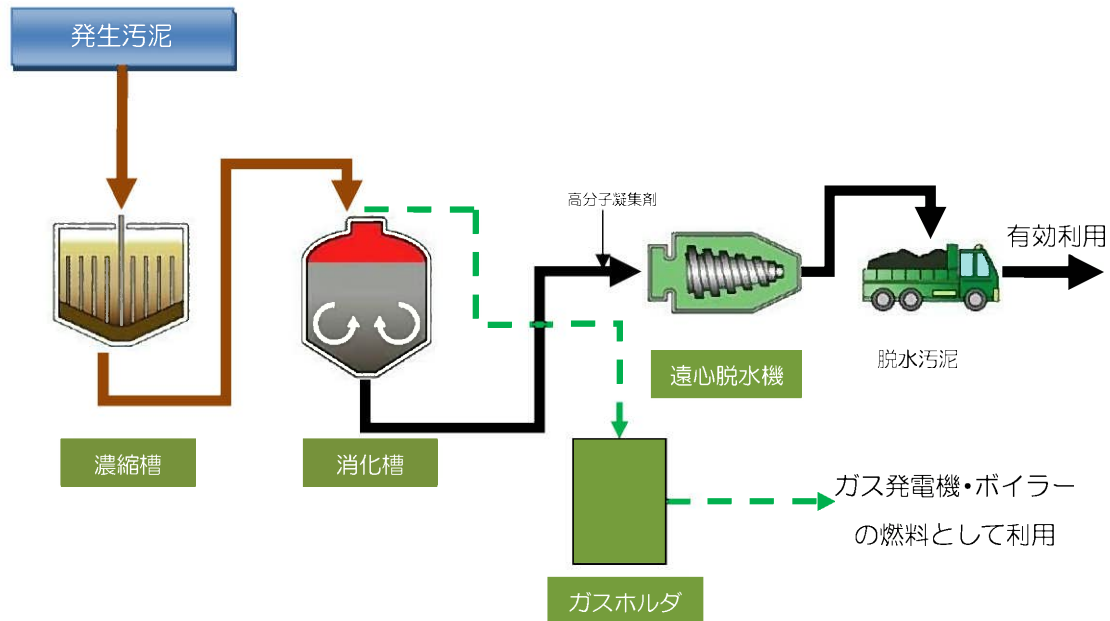 発生汚泥
濃縮槽
消化槽
高分子凝集剤
遠心脱水機
脱水汚泥
有効利用
ガスホルダ
ガス発電機・ボイラー
の燃料として利用